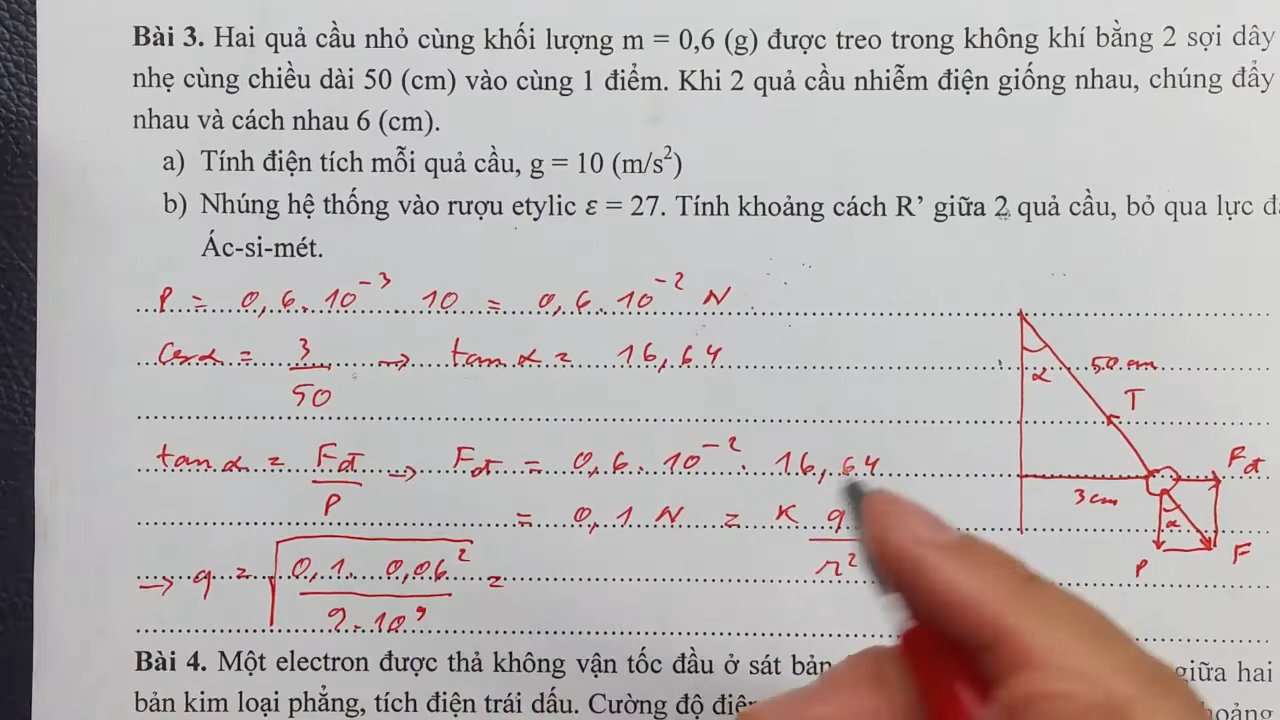 Bài 3. Hai quả cầu nhỏ cùng khối lượng m = 0,6 (g) được treo trong không khí bằng 2 sợi dây
nhẹ cùng chiều dài 50 (cm) vào cùng 1 điểm. Khi 2 quả cầu nhiễm điện giống nhau, chúng đẩy
nhau và cách nhau 6 (cm).
a) Tính điện tích mỗi quả cầu, g = 10 (m/s²)
b) Nhúng hệ thống vào rượu etylic ε = 27. Tính khoảng cách R' giữa 2 quả cầu, bỏ qua lực
Ác-si-mét.
P = 0,6.10⁻³.10 = 0,6.10⁻² N
cosα = 3/50 → tanα = 16,64
α
50 cm
T
tanα = Fđ/P → Fđ = 0,6.10⁻².16,64
Fđ
3cm
= 0,1 N = K q/r²
α
P
F
→ q = √(0,1.0,06²/9.10⁹) =
Bài 4. Một electron được thả không vận tốc đầu ở sát bản giữa hai
bản kim loại phẳng, tích điện trái dấu. Cường độ